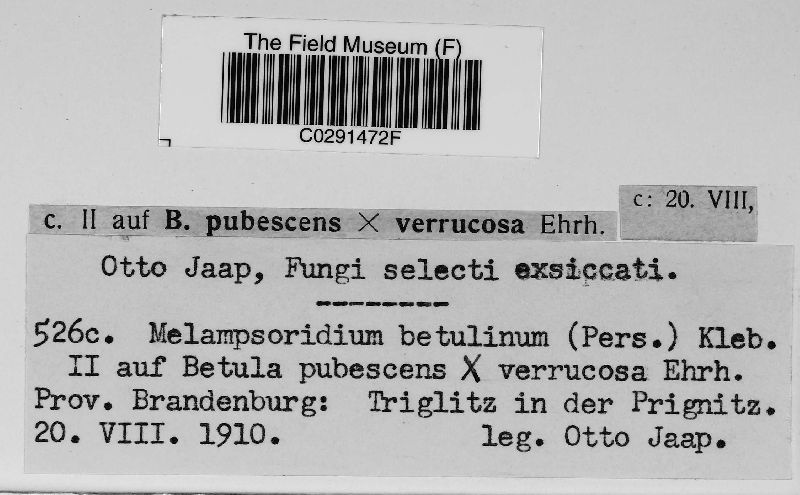 The Field Museum (F)
C0291472F
c: 20. VIII,
c. II auf B. pubescens × verrucosa Ehrh.
Otto Jaap, Fungi selecti exsiccati.
--------
526c. Melampsoridium betulinum (Pers.) Kleb.
II auf Betula pubescens X verrucosa Ehrh.
Prov. Brandenburg: Triglitz in der Prignitz.
20. VIII. 1910. leg. Otto Jaap.